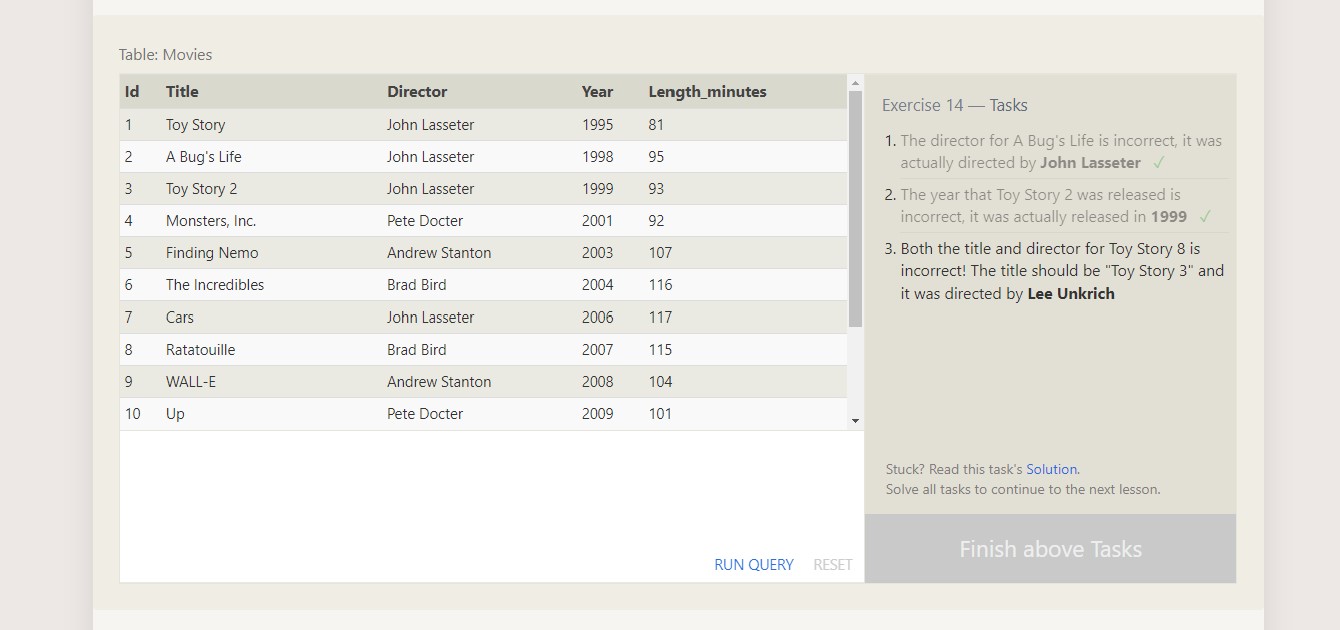 Table: Movies
Id Title Director Year Length_minutes
1 Toy Story John Lasseter 1995 81
2 A Bug's Life John Lasseter 1998 95
3 Toy Story 2 John Lasseter 1999 93
4 Monsters, Inc. Pete Docter 2001 92
5 Finding Nemo Andrew Stanton 2003 107
6 The Incredibles Brad Bird 2004 116
7 Cars John Lasseter 2006 117
8 Ratatouille Brad Bird 2007 115
9 WALL-E Andrew Stanton 2008 104
10 Up Pete Docter 2009 101
RUN QUERY RESET
Exercise 14 — Tasks
1. The director for A Bug's Life is incorrect, it was
actually directed by John Lasseter ✓
2. The year that Toy Story 2 was released is
incorrect, it was actually released in 1999 ✓
3. Both the title and director for Toy Story 8 is
incorrect! The title should be "Toy Story 3" and
it was directed by Lee Unkrich
Stuck? Read this task's Solution.
Solve all tasks to continue to the next lesson.
Finish above Tasks